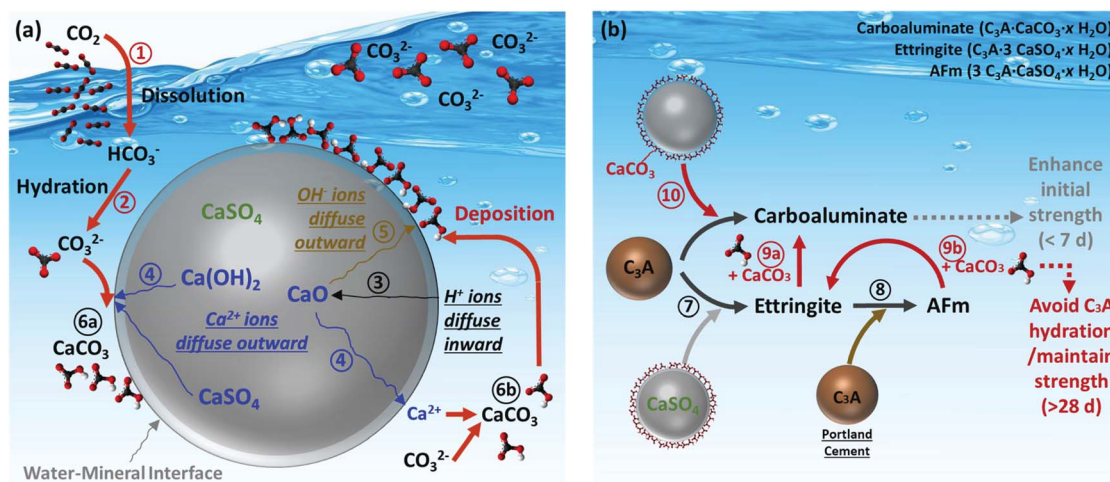 (a)
CO₂
①
Dissolution
HCO₃⁻
Hydration
②
CO₃²⁻
CO₃²⁻
CO₃²⁻
CO₃²⁻
CO₃²⁻
CaSO₄
OH⁻ ions
diffuse
outward
⑤
Deposition
④
Ca(OH)₂
CaO
③
H⁺ ions
diffuse
inward
Ca²⁺ ions
diffuse outward
④
6a
CaCO₃
CaSO₄
Ca²⁺
6b
CaCO₃
CO₃²⁻
Water-Mineral Interface
(b)
Carboaluminate (C₃A·CaCO₃·x H₂O)
Ettringite (C₃A·3 CaSO₄·x H₂O)
AFm (3 C₃A·CaSO₄·x H₂O)
CaCO₃
⑩
Carboaluminate
Enhance
initial
strength
(< 7 d)
C₃A
9a
+ CaCO₃
9b
+ CaCO₃
⑦
Ettringite
⑧
AFm
Avoid C₃A
hydration
/maintain
strength
(>28 d)
CaSO₄
C₃A
Portland
Cement